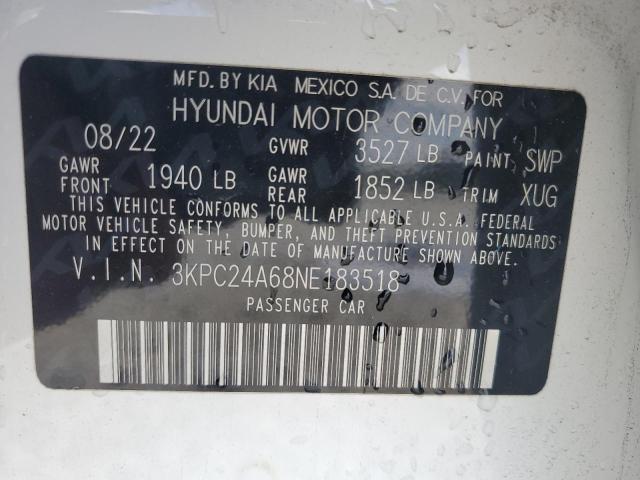 MFD. BY KIA MEXICO S.A. DE C.V. FOR
HYUNDAI MOTOR COMPANY
08/22 GVWR 3527 LB PAINT SWP
GAWR FRONT 1940 LB GAWR REAR 1852 LB TRIM XUG
THIS VEHICLE CONFORMS TO ALL APPLICABLE U.S.A. FEDERAL
MOTOR VEHICLE SAFETY, BUMPER, AND THEFT PREVENTION STANDARDS
IN EFFECT ON THE DATE OF MANUFACTURE SHOWN ABOVE.
V.I.N. 3KPC24A68NE183518
PASSENGER CAR